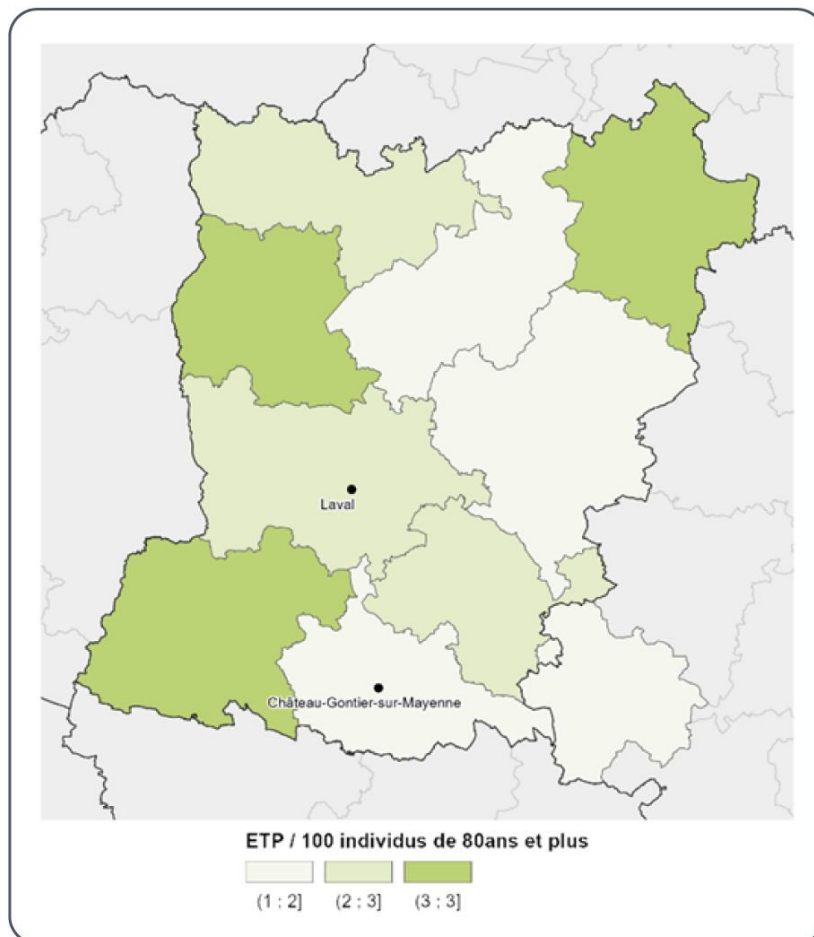 Laval
Château-Gontier-sur-Mayenne
ETP / 100 individus de 80ans et plus
(1 ; 2] (2 ; 3] (3 ; 3]